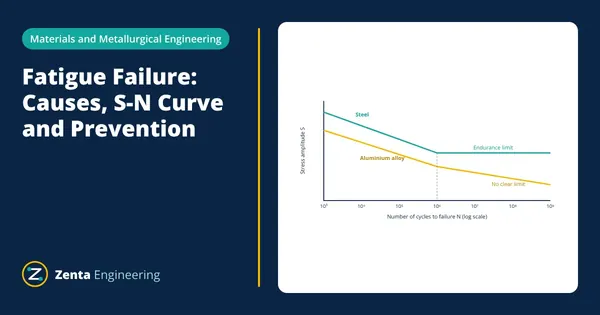 Materials and Metallurgical Engineering
Fatigue Failure:
Causes, S-N Curve
and Prevention
Zenta Engineering
Stress amplitude S
Steel
Aluminium alloy
Endurance limit
No clear limit
Number of cycles to failure N (log scale)